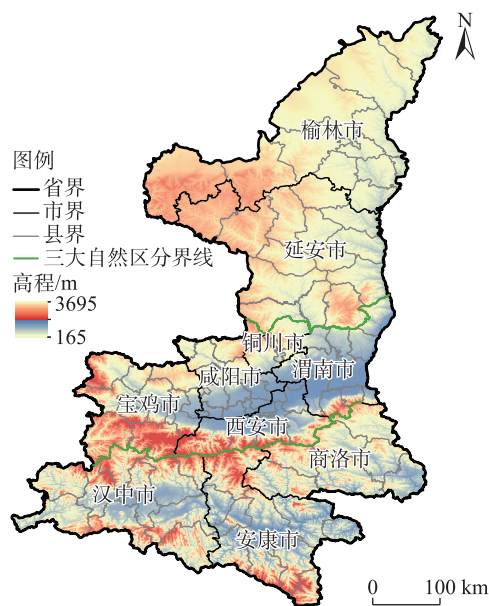 N
榆林市
图例
省界
市界
县界
三大自然区分界线
高程/m
3695
165
延安市
铜川市
渭南市
咸阳市
宝鸡市
西安市
商洛市
汉中市
安康市
0 100 km